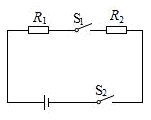 R₁ S₁ R₂
S₂